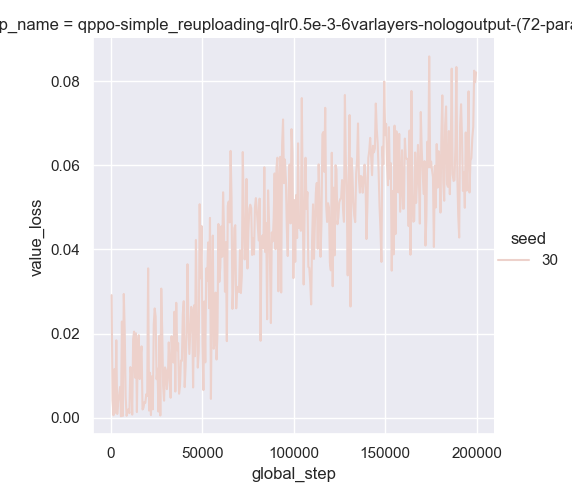 p_name = qppo-simple_reuploading-qlr0.5e-3-6varlayers-nologoutput-(72-para
value_loss
0.08
0.06
0.04
0.02
0.00
0
50000
100000
150000
200000
global_step
seed
30